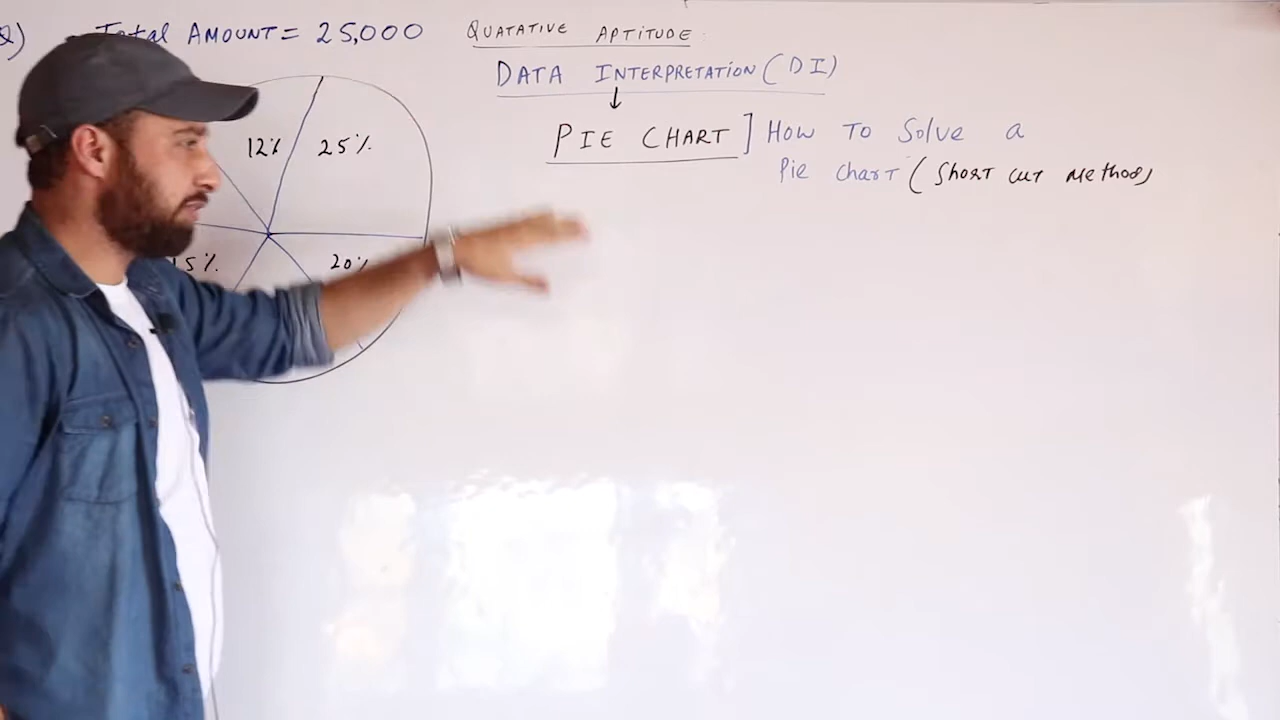 Q) Total AMOUNT = 25,000
QUATATIVE APTITUDE
DATA INTERPRETATION (DI)
PIE CHART] HOW TO Solve a
Pie CharT (SHORT CUT METHOD)
12% 25%.
15%. 20%